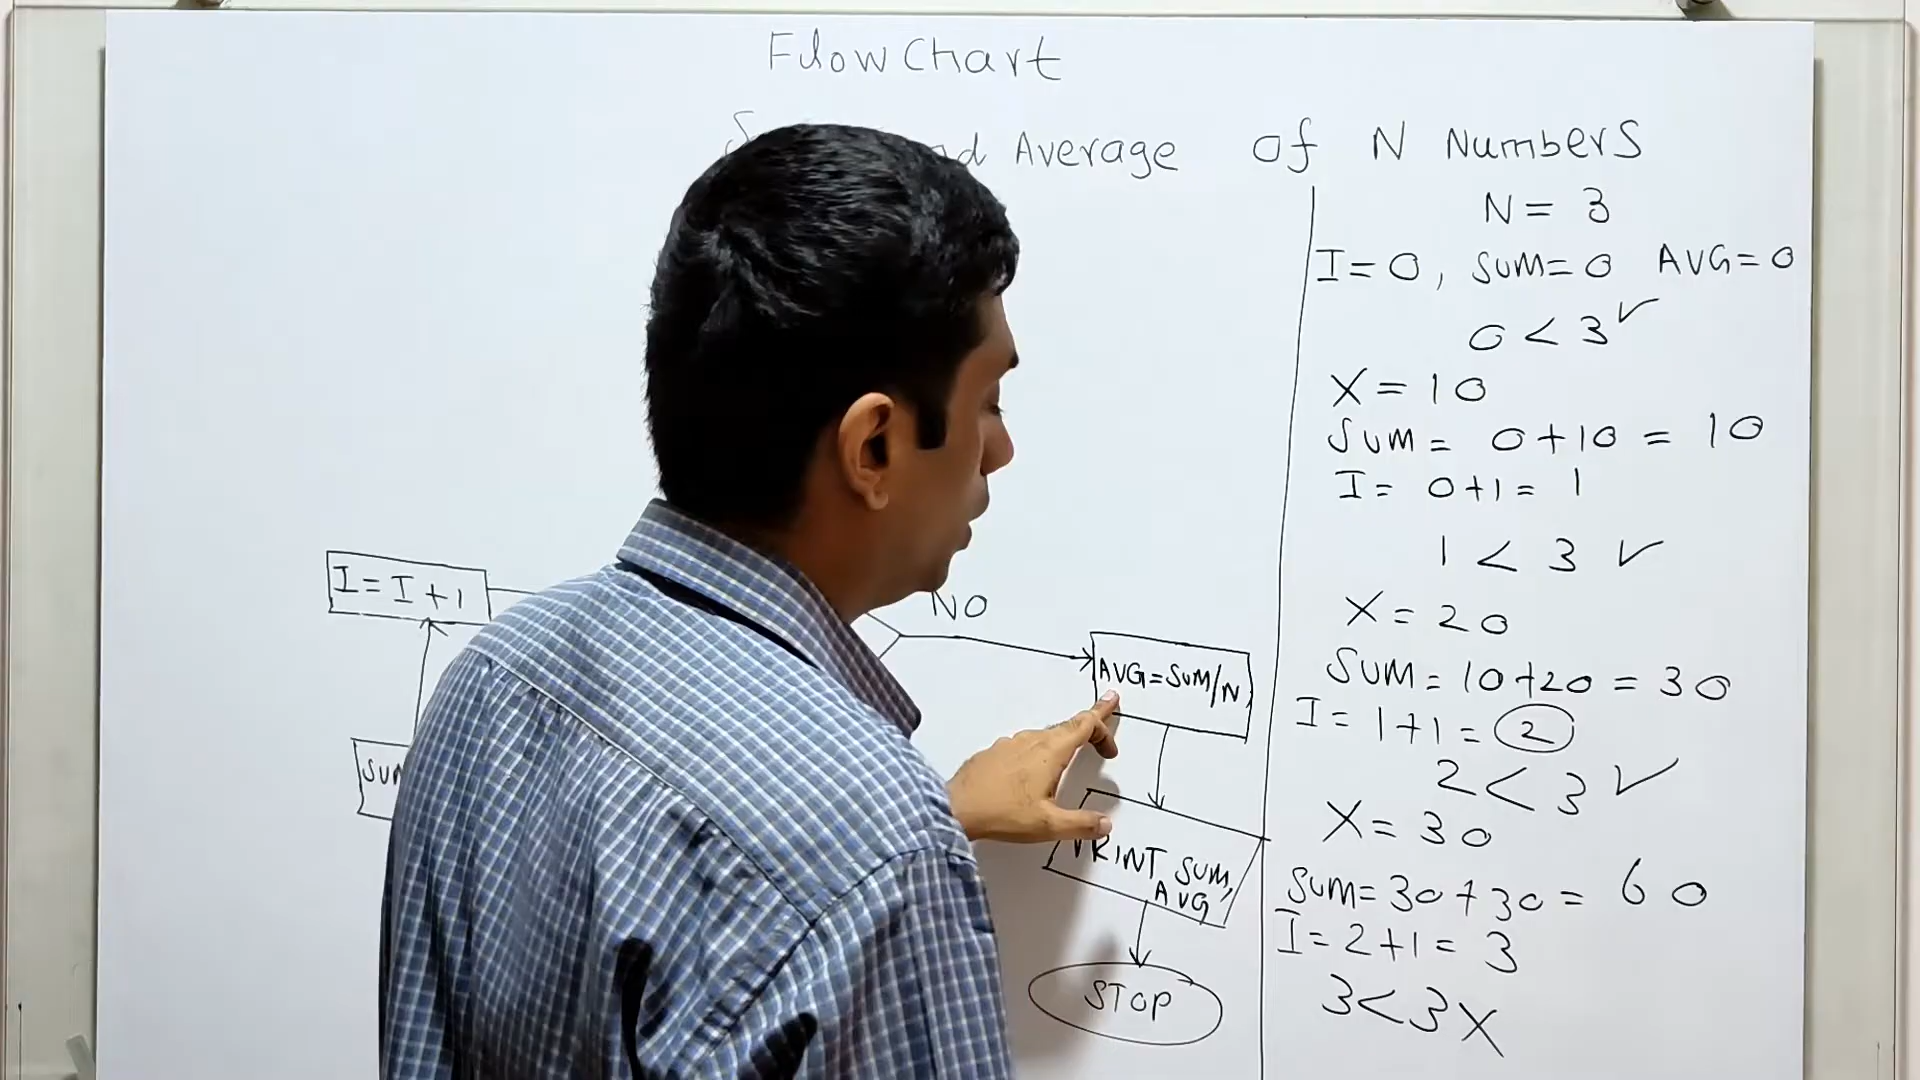 Flow Chart
Average of N Numbers
N = 3
I = 0, SUM = 0 AVG = 0
0 < 3 ✓
X = 10
SUM = 0 + 10 = 10
I = 0 + 1 = 1
1 < 3 ✓
X = 20
SUM = 10 + 20 = 30
I = 1 + 1 = 2
2 < 3 ✓
X = 30
SUM = 30 + 30 = 60
I = 2 + 1 = 3
3 < 3 X
I = I + 1
NO
AVG = SUM/N
PRINT SUM,
AVG
STOP